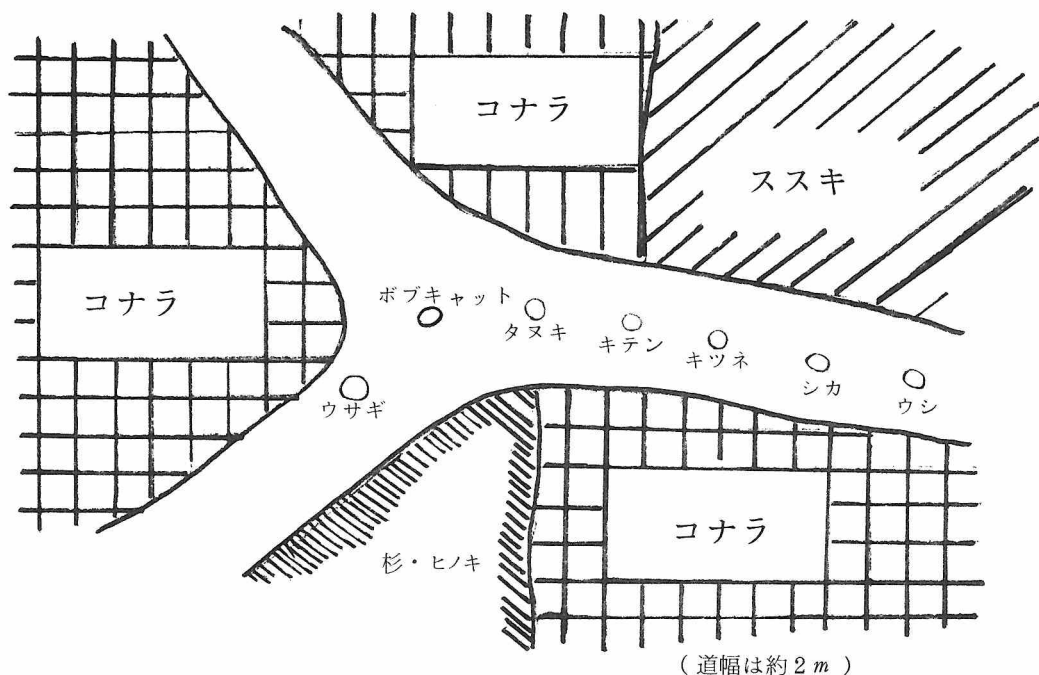 コナラ
ススキ
コナラ
ボブキャット
タヌキ
キテン
キツネ
シカ
ウシ
ウサギ
コナラ
杉・ヒノキ
(道幅は約2m)